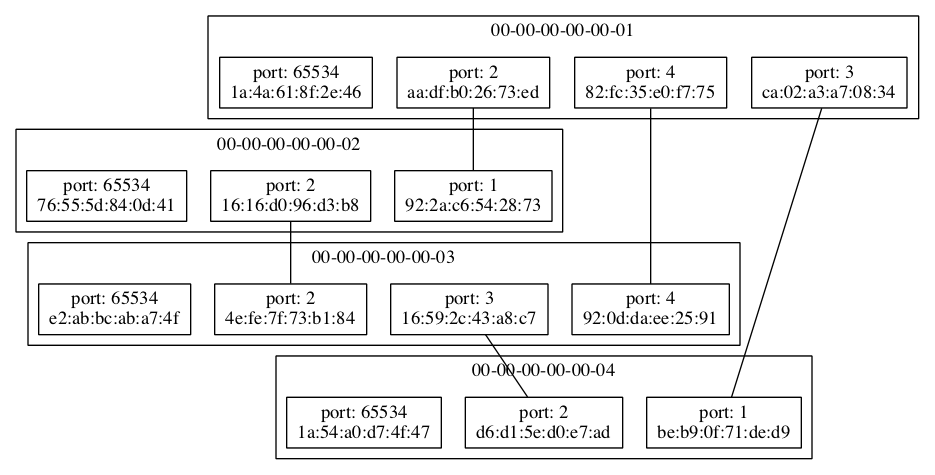 00-00-00-00-00-01
port: 65534
1a:4a:61:8f:2e:46
port: 2
aa:df:b0:26:73:ed
port: 4
82:fc:35:e0:f7:75
port: 3
ca:02:a3:a7:08:34
00-00-00-00-00-02
port: 65534
76:55:5d:84:0d:41
port: 2
16:16:d0:96:d3:b8
port: 1
92:2a:c6:54:28:73
00-00-00-00-00-03
port: 65534
e2:ab:bc:ab:a7:4f
port: 2
4e:fe:7f:73:b1:84
port: 3
16:59:2c:43:a8:c7
port: 4
92:0d:da:ee:25:91
00-00-00-00-00-04
port: 65534
1a:54:a0:d7:4f:47
port: 2
d6:d1:5e:d0:e7:ad
port: 1
be:b9:0f:71:de:d9